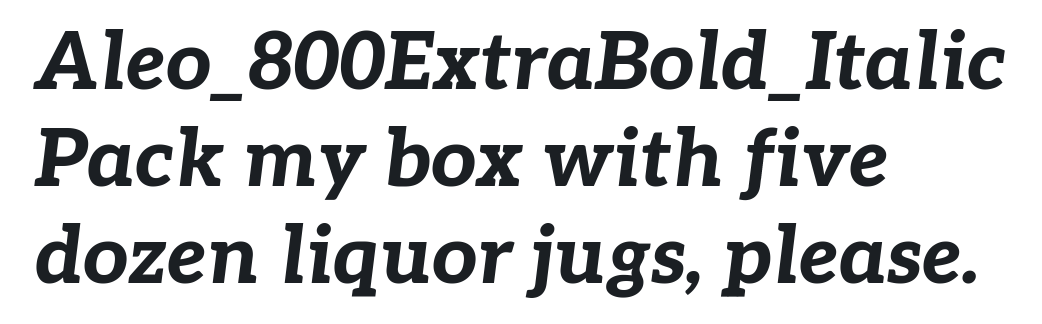 Aleo_800ExtraBold_Italic
Pack my box with five
dozen liquor jugs, please.